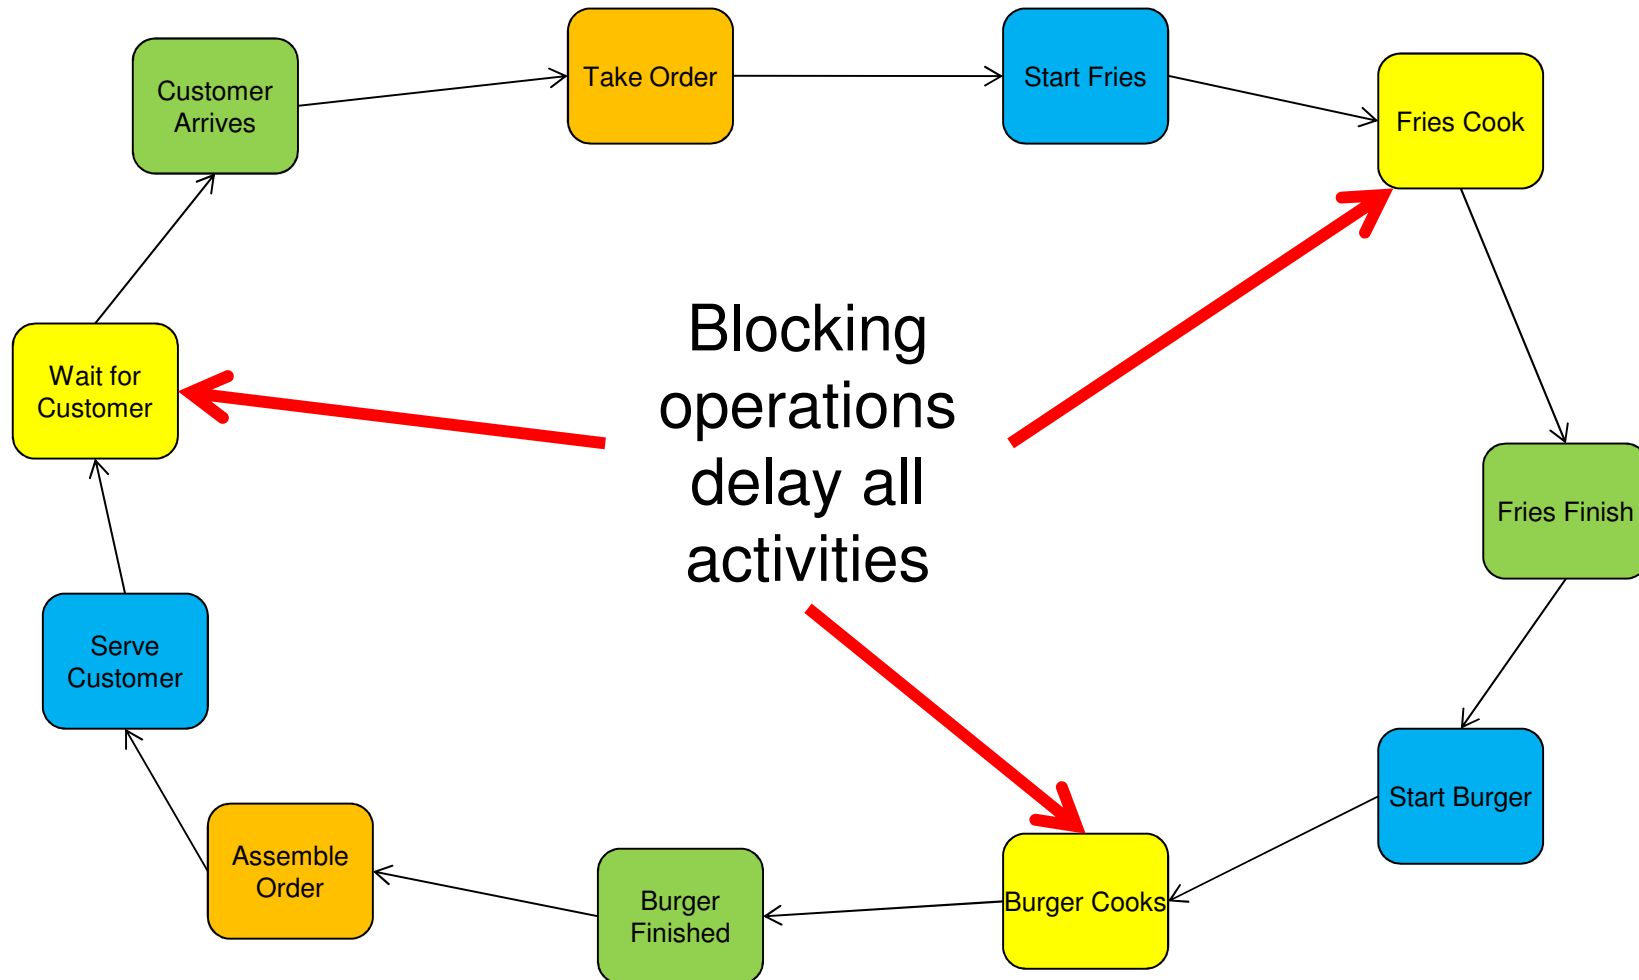 Customer
Arrives
Take Order
Start Fries
Fries Cook
Blocking
operations
delay all
activities
Wait for
Customer
Fries Finish
Serve
Customer
Start Burger
Assemble
Order
Burger
Finished
Burger Cooks